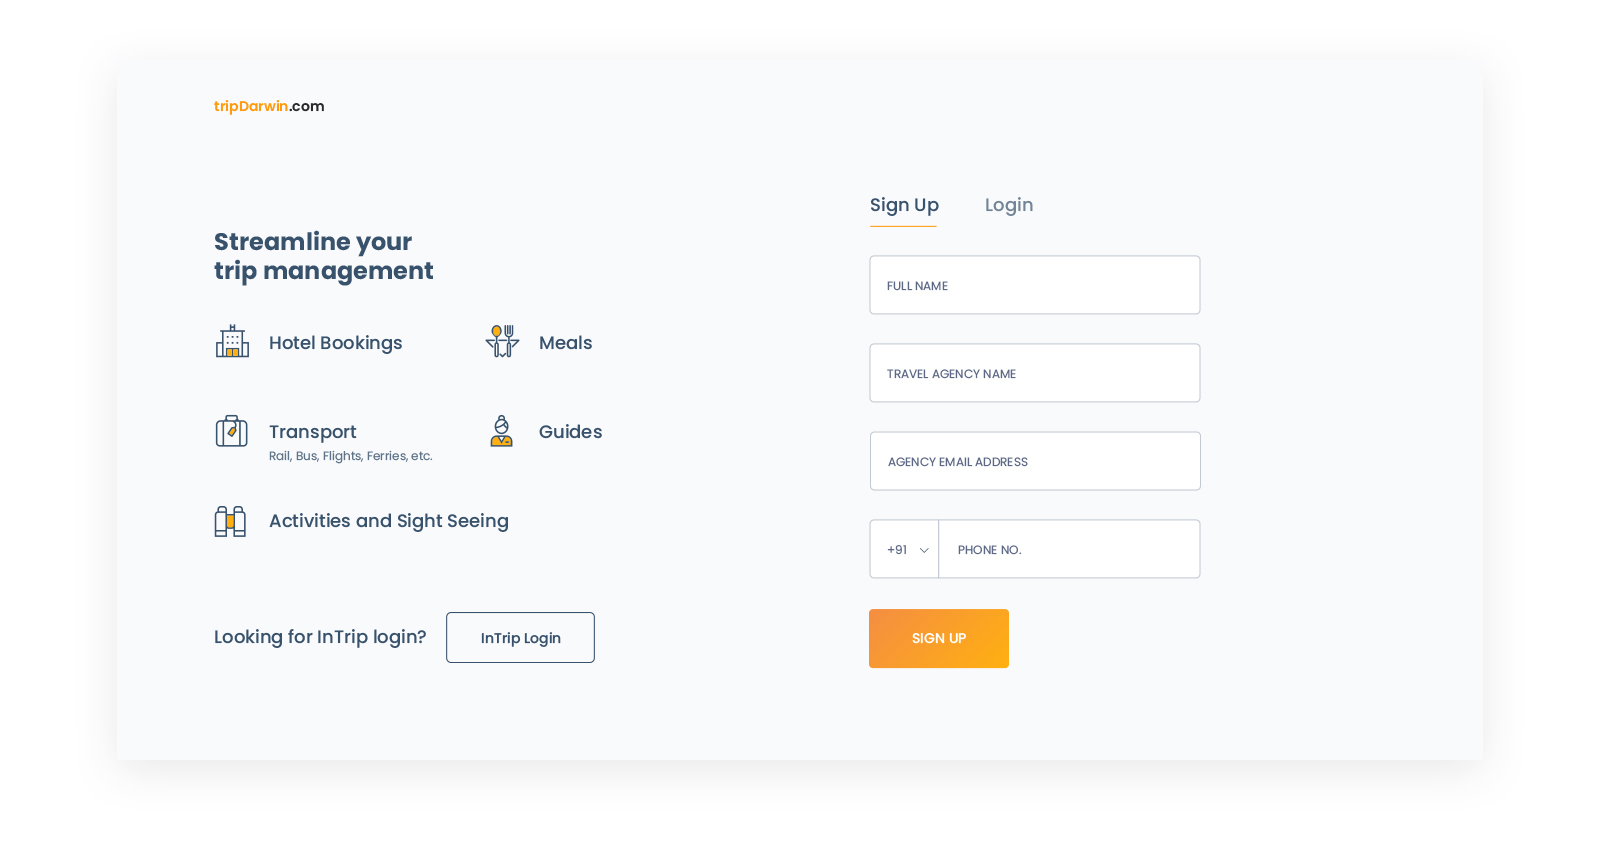 tripDarwin.com
Streamline your
trip management
Hotel Bookings
Meals
Transport
Rail, Bus, Flights, Ferries, etc.
Guides
Activities and Sight Seeing
Looking for InTrip login?
InTrip Login
Sign Up
Login
FULL NAME
TRAVEL AGENCY NAME
AGENCY EMAIL ADDRESS
+91
PHONE NO.
SIGN UP